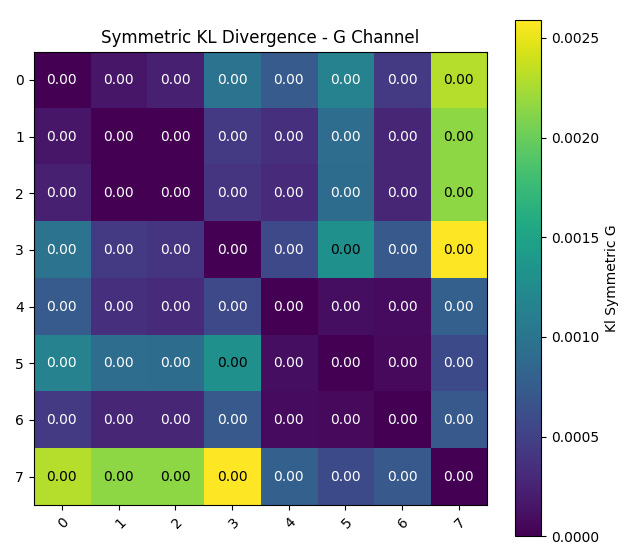 Symmetric KL Divergence - G Channel
0 0.00 0.00 0.00 0.00 0.00 0.00 0.00 0.00
1 0.00 0.00 0.00 0.00 0.00 0.00 0.00 0.00
2 0.00 0.00 0.00 0.00 0.00 0.00 0.00 0.00
3 0.00 0.00 0.00 0.00 0.00 0.00 0.00 0.00
4 0.00 0.00 0.00 0.00 0.00 0.00 0.00 0.00
5 0.00 0.00 0.00 0.00 0.00 0.00 0.00 0.00
6 0.00 0.00 0.00 0.00 0.00 0.00 0.00 0.00
7 0.00 0.00 0.00 0.00 0.00 0.00 0.00 0.00
0 1 2 3 4 5 6 7
0.0025
0.0020
0.0015
0.0010
0.0005
0.0000
Kl Symmetric G